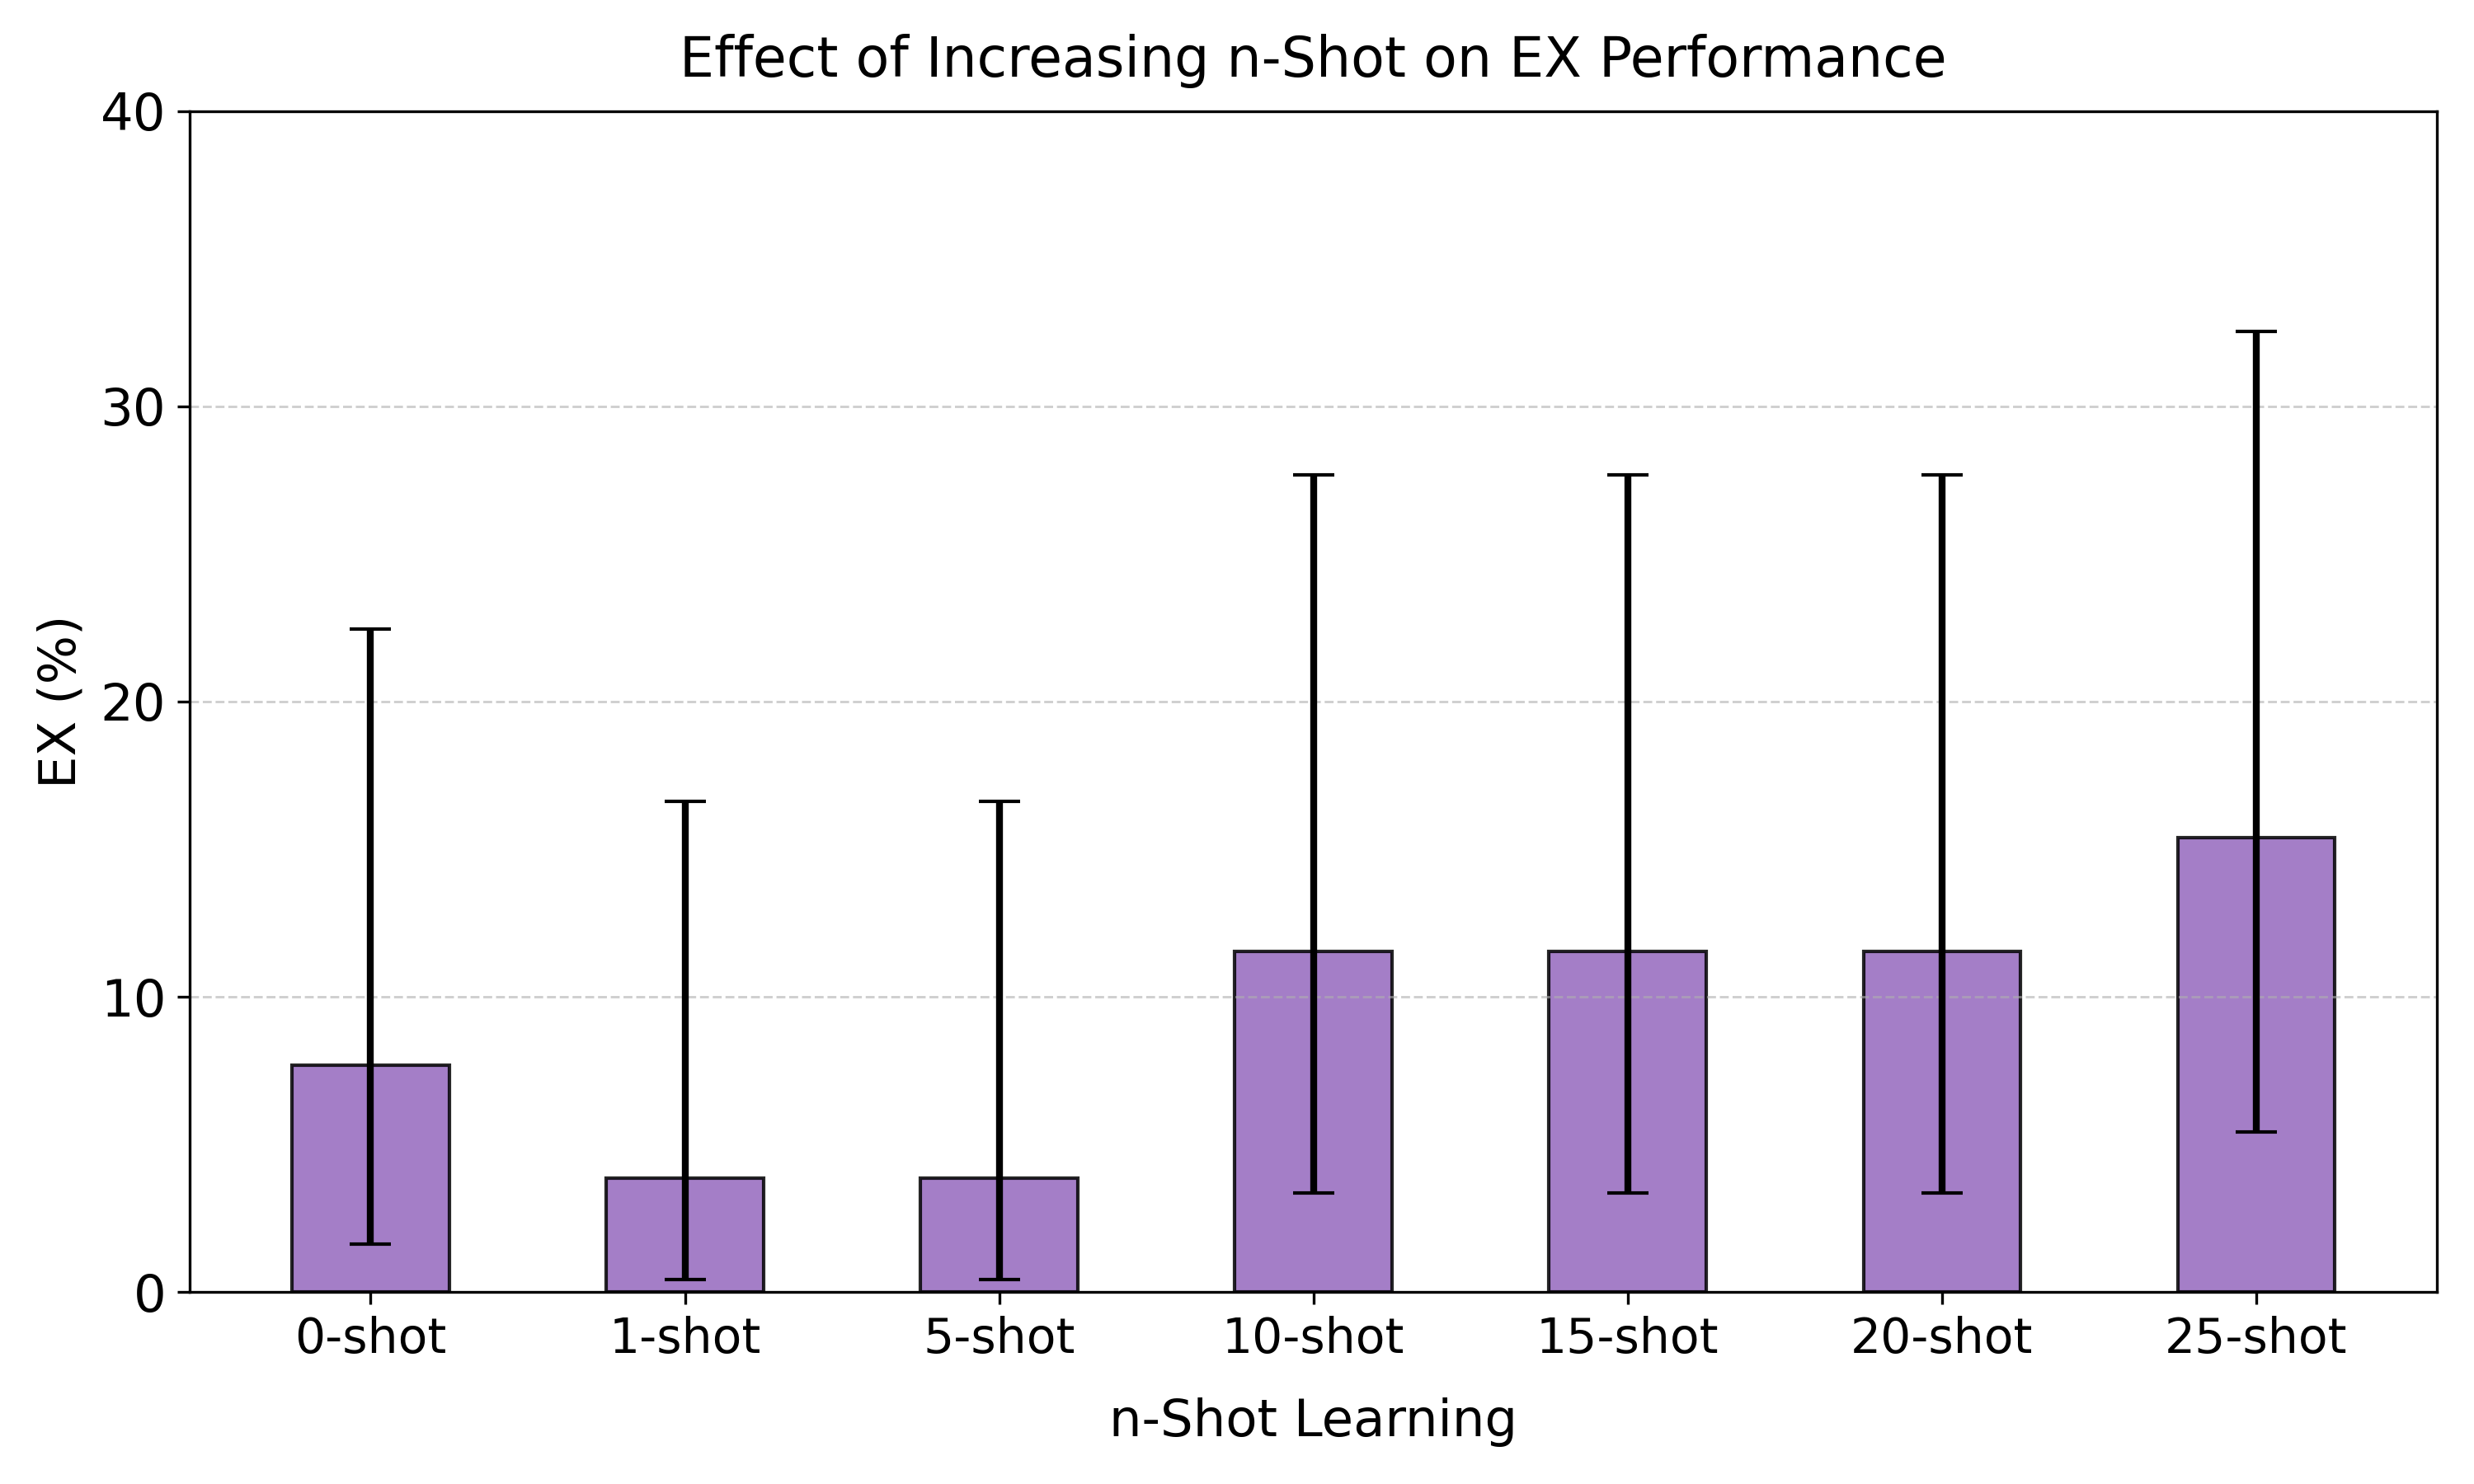 Effect of Increasing n-Shot on EX Performance
40
30
20
10
0
EX (%)
0-shot 1-shot 5-shot 10-shot 15-shot 20-shot 25-shot
n-Shot Learning